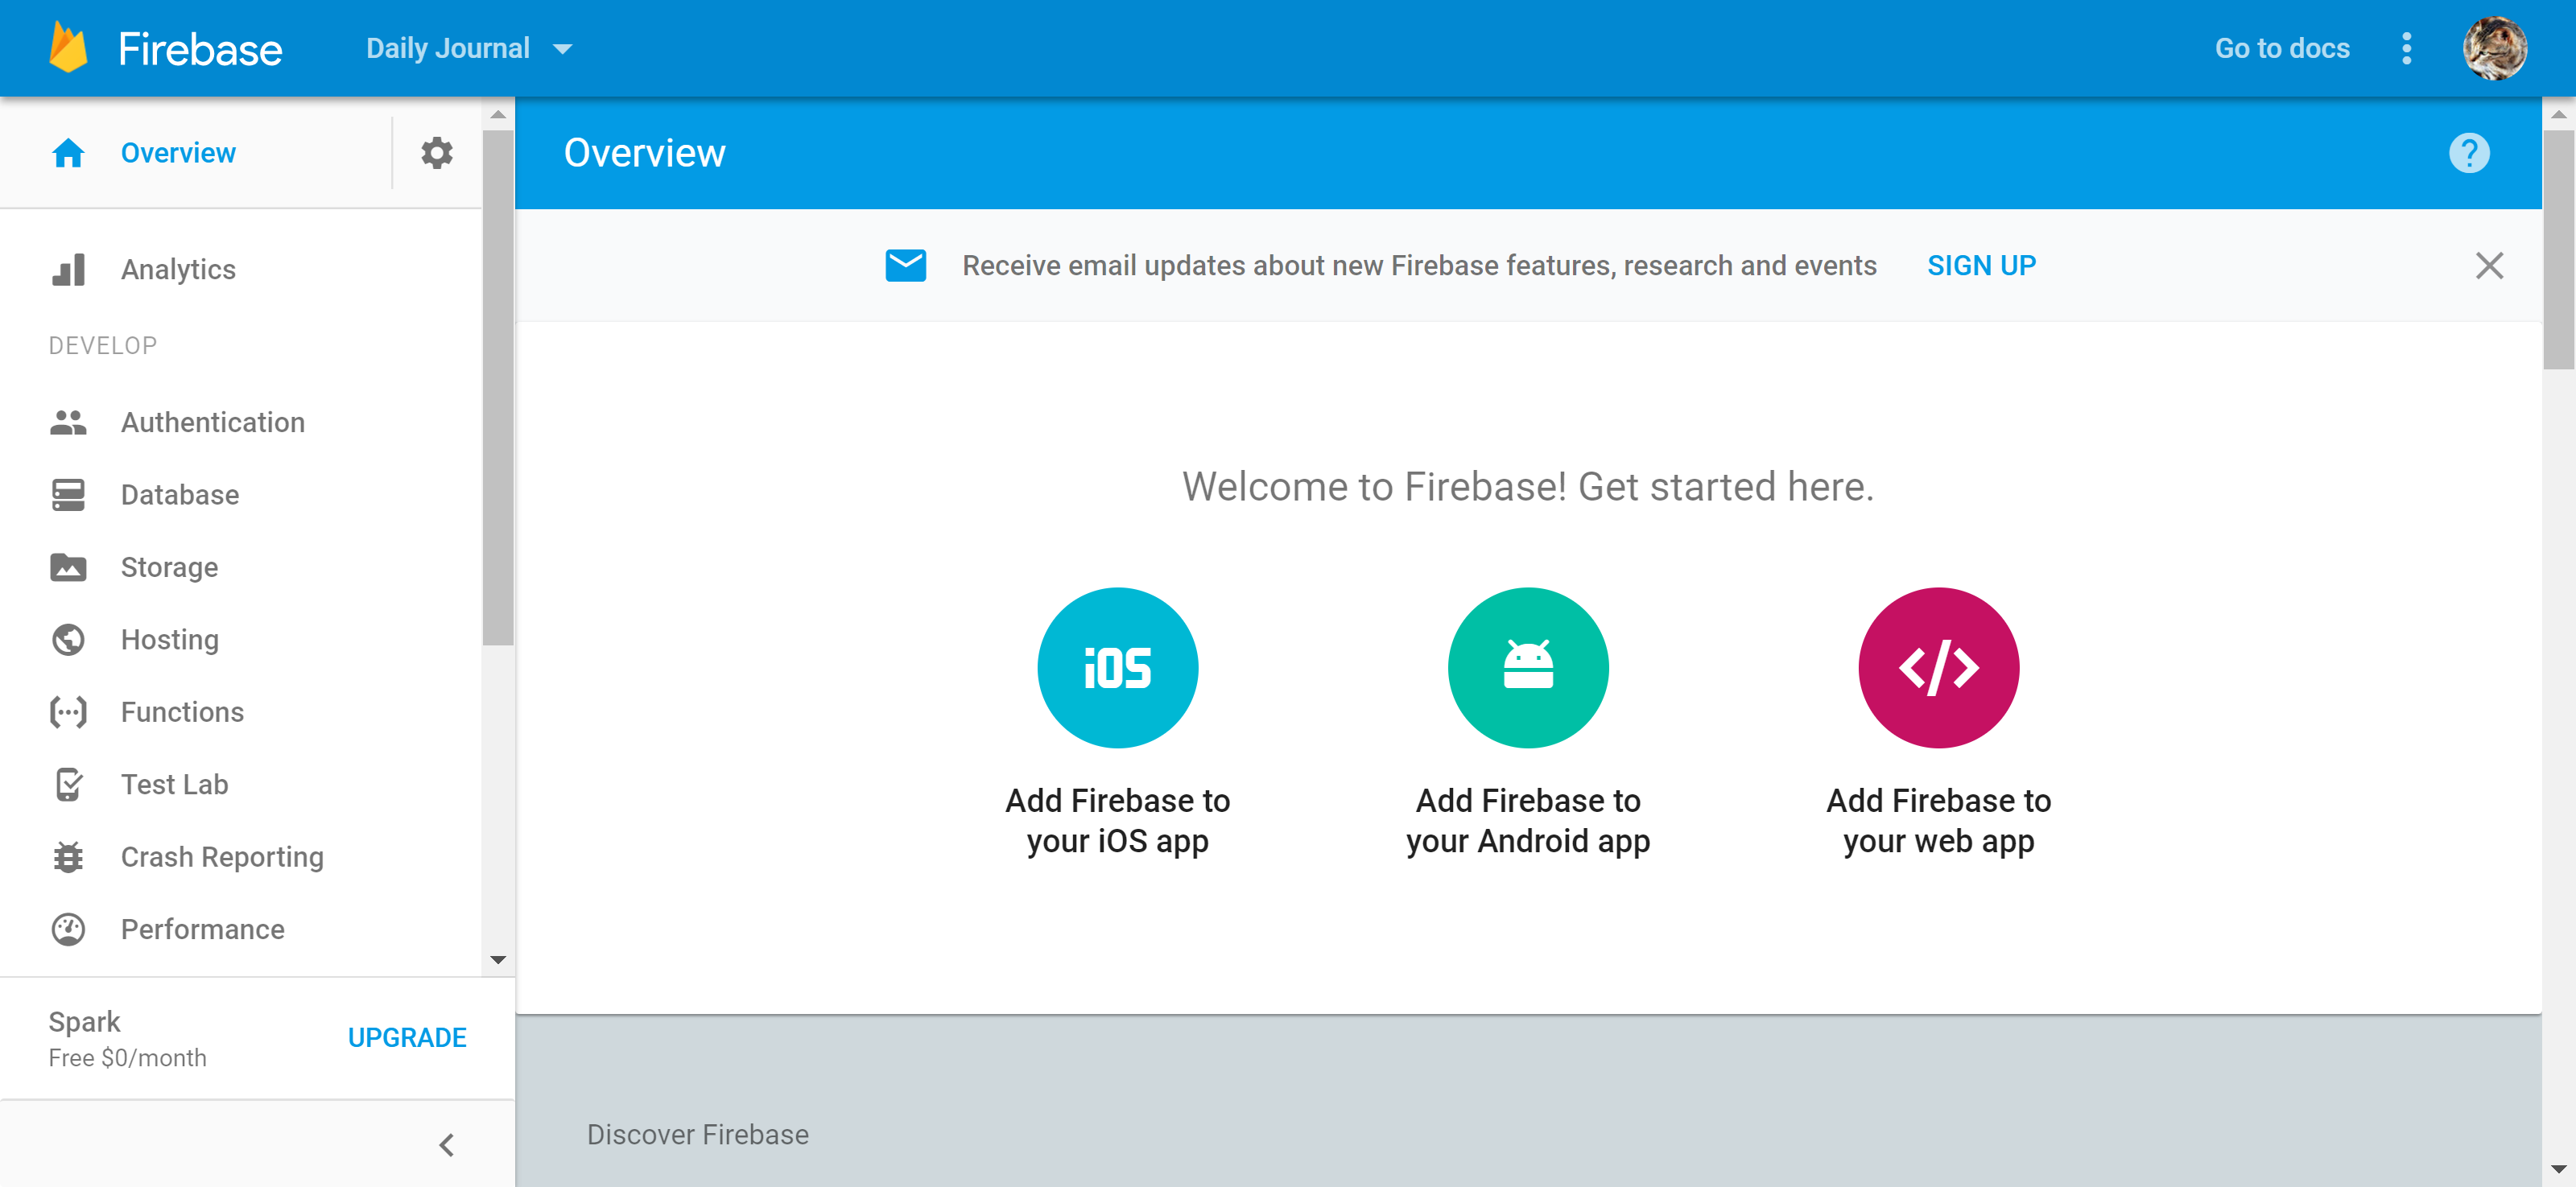 Firebase
Daily Journal
Go to docs
Overview
Analytics
DEVELOP
Authentication
Database
Storage
Hosting
Functions
Test Lab
Crash Reporting
Performance
Spark
Free $0/month
UPGRADE
Overview
?
Receive email updates about new Firebase features, research and events
SIGN UP
Welcome to Firebase! Get started here.
iOS
</>
Add Firebase to
your iOS app
Add Firebase to
your Android app
Add Firebase to
your web app
Discover Firebase